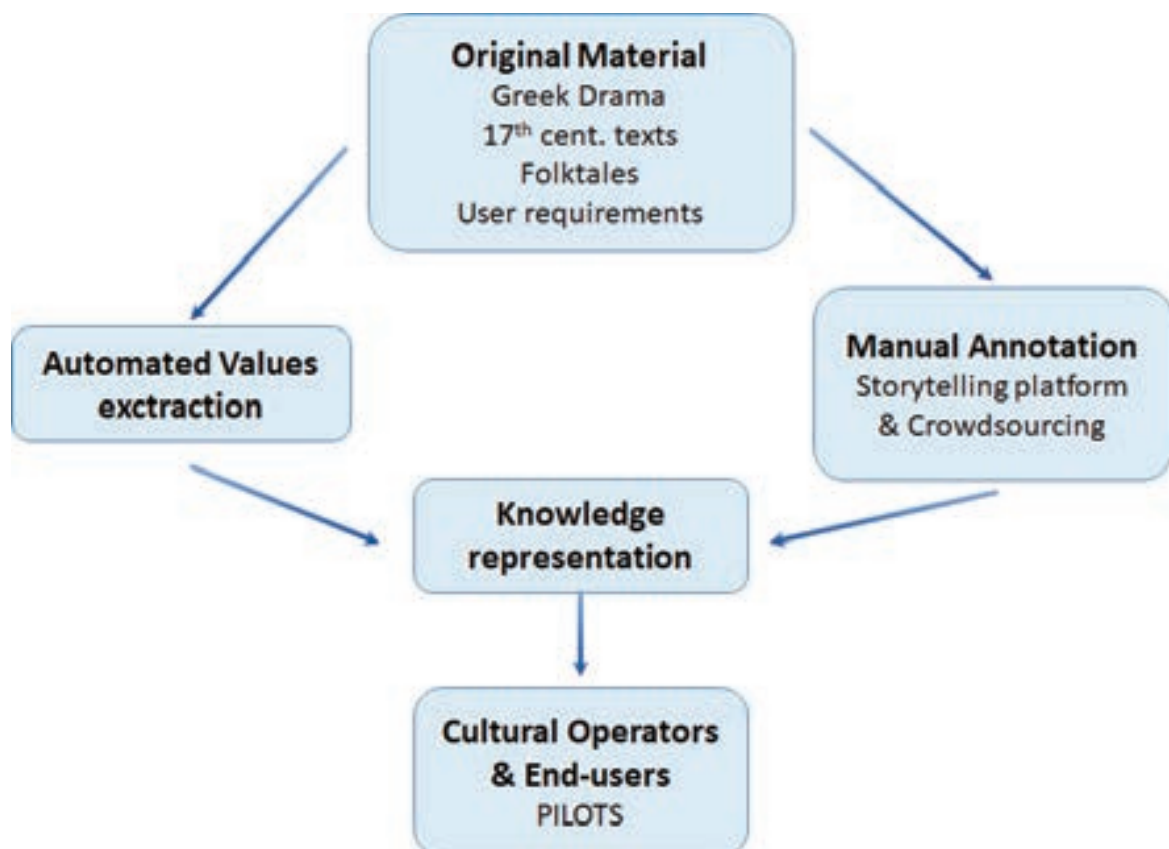 Original Material
Greek Drama
17th cent. texts
Folktales
User requirements
Automated Values
exctraction
Manual Annotation
Storytelling platform
& Crowdsourcing
Knowledge
representation
Cultural Operators
& End-users
PILOTS